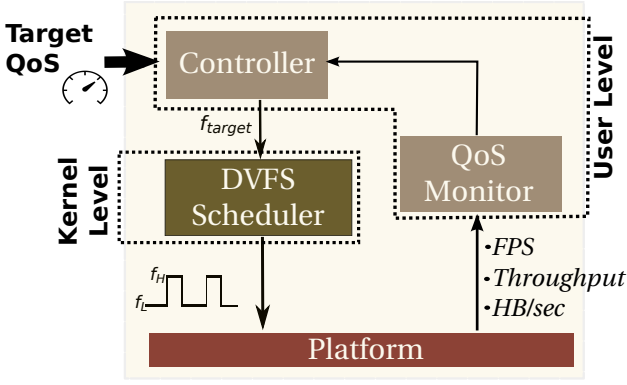 Target
QoS
Controller
f_target
User Level
QoS
Monitor
Kernel
Level
DVFS
Scheduler
•FPS
•Throughput
•HB/sec
f_H
f_L
Platform